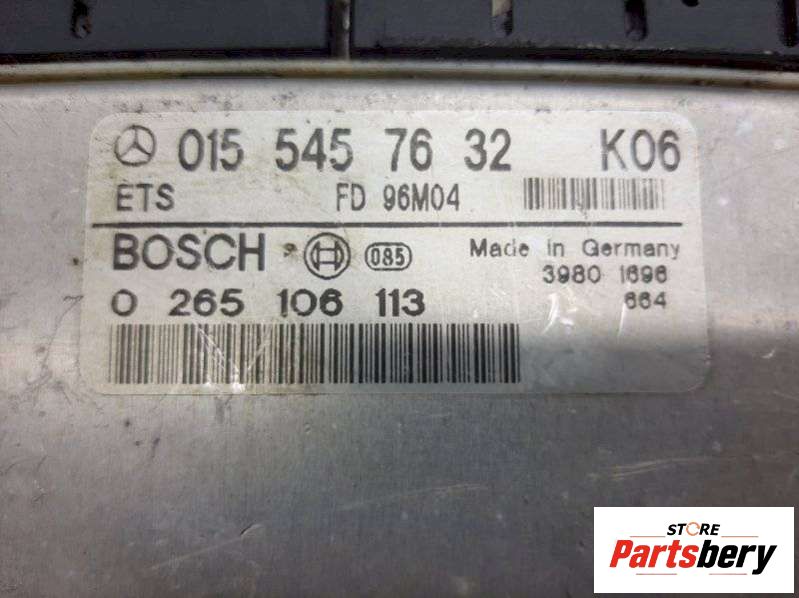 015 545 76 32 K06
ETS FD 96M04
BOSCH 085 Made in Germany
3980 1696
0 265 106 113 664
STORE
Partsbery